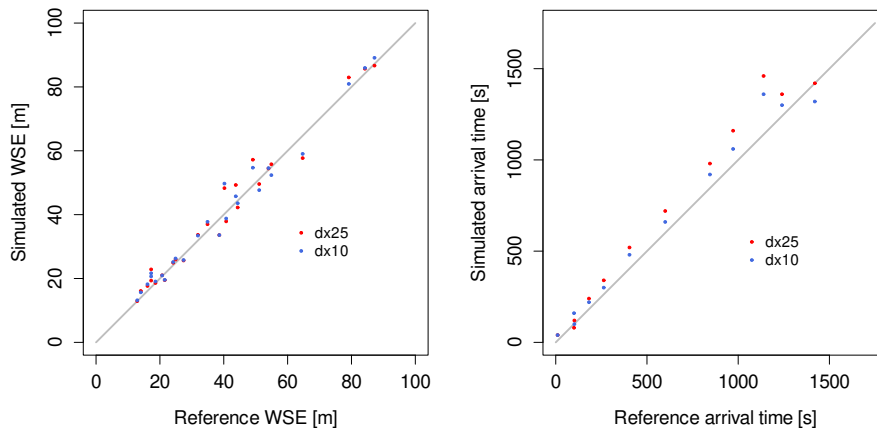 Simulated WSE [m]
100
80
60
40
20
0
0 20 40 60 80 100
Reference WSE [m]
dx25
dx10
Simulated arrival time [s]
1500
1000
500
0
0 500 1000 1500
Reference arrival time [s]
dx25
dx10